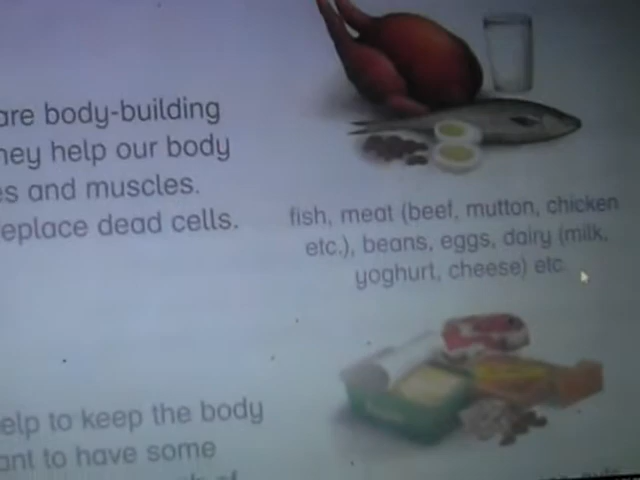 are body-building
hey help our body
es and muscles.
eplace dead cells.
fish, meat (beef, mutton, chicken
etc.), beans, eggs, dairy (milk,
yoghurt, cheese) etc
elp to keep the body
ant to have some